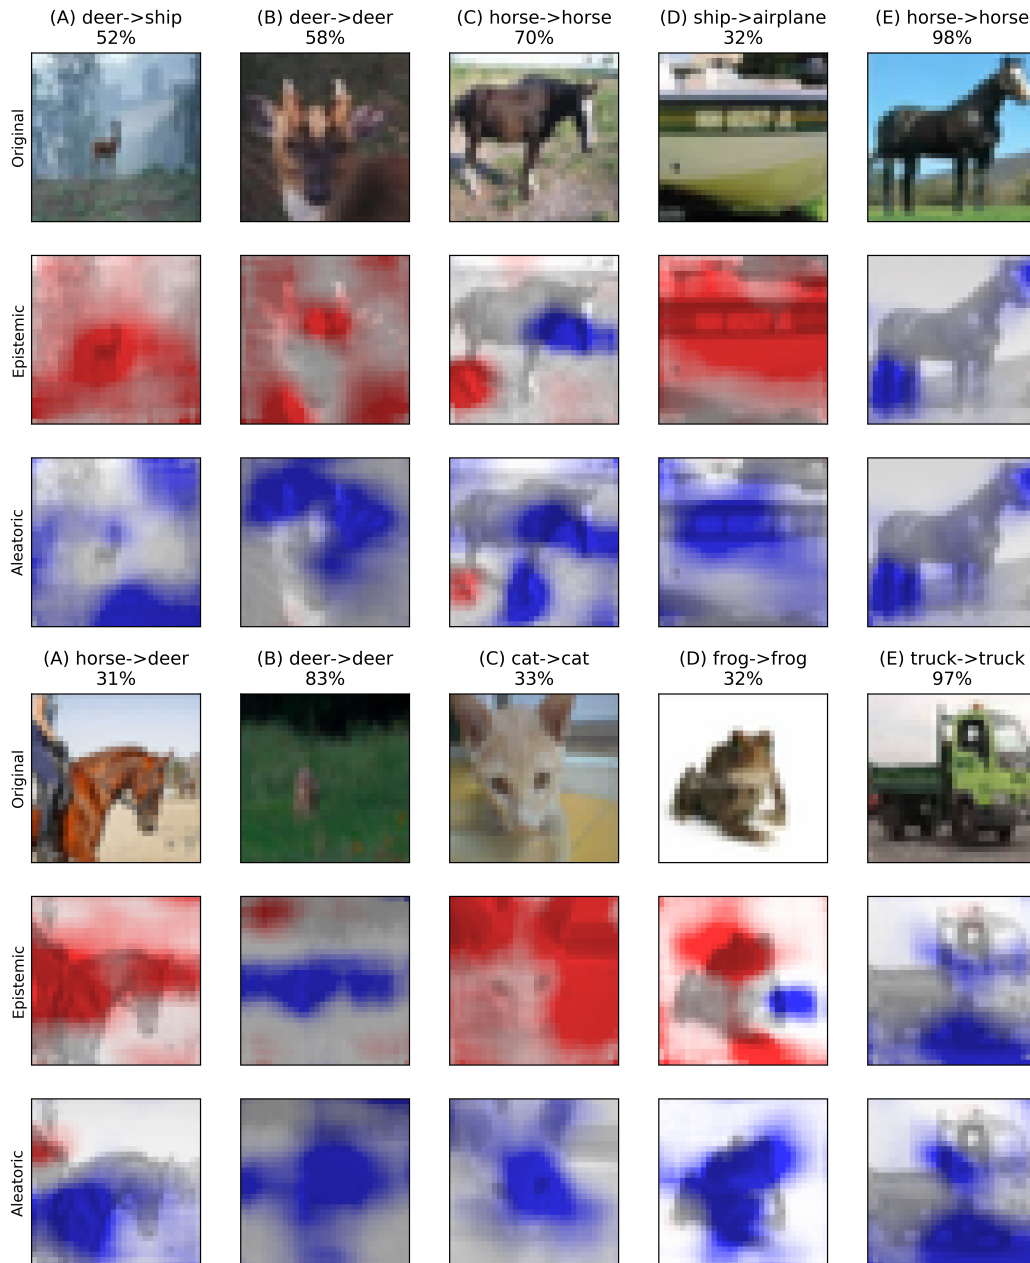 (A) deer->ship
52%
(B) deer->deer
58%
(C) horse->horse
70%
(D) ship->airplane
32%
(E) horse->horse
98%
Original
Epistemic
Aleatoric
(A) horse->deer
31%
(B) deer->deer
83%
(C) cat->cat
33%
(D) frog->frog
32%
(E) truck->truck
97%
Original
Epistemic
Aleatoric